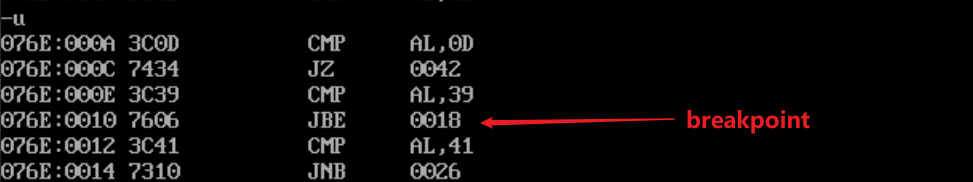 -u
076E:000A 3C0D CMP AL,0D
076E:000C 7434 JZ 0042
076E:000E 3C39 CMP AL,39
076E:0010 7606 JBE 0018 breakpoint
076E:0012 3C41 CMP AL,41
076E:0014 7310 JNB 0026